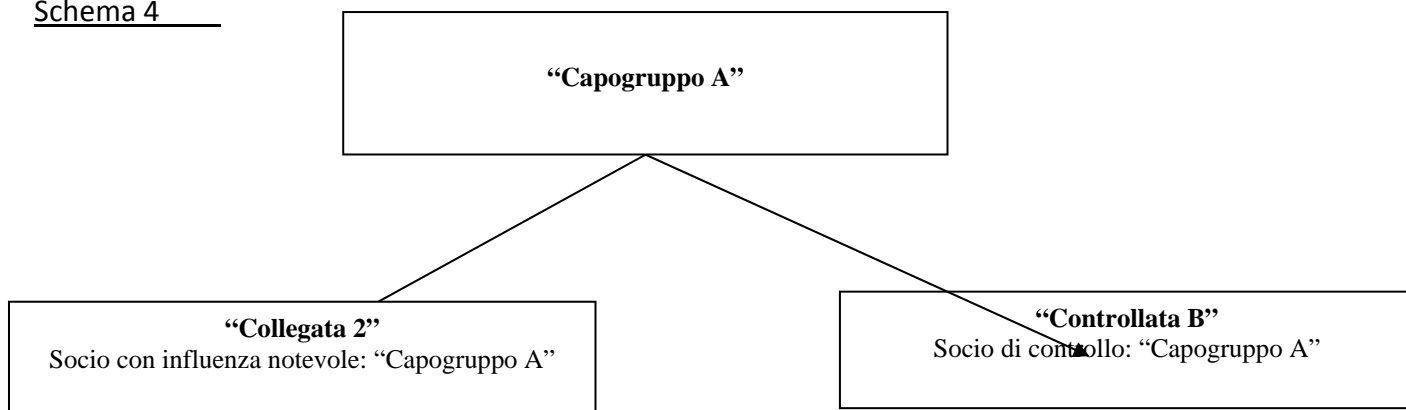 Schema 4
“Capogruppo A”
“Collegata 2”
Socio con influenza notevole: “Capogruppo A”
“Controllata B”
Socio di controllo: “Capogruppo A”